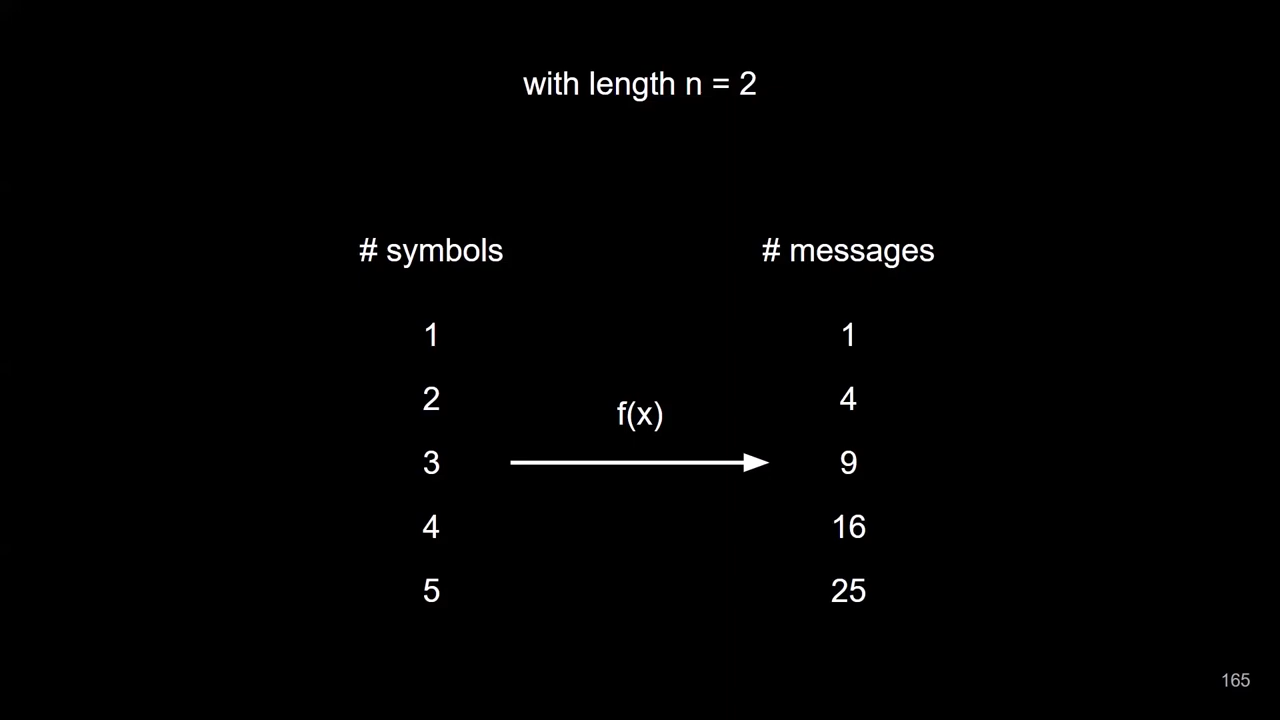 with length n = 2
# symbols # messages
1 1
2 4
f(x)
3 9
4 16
5 25
165